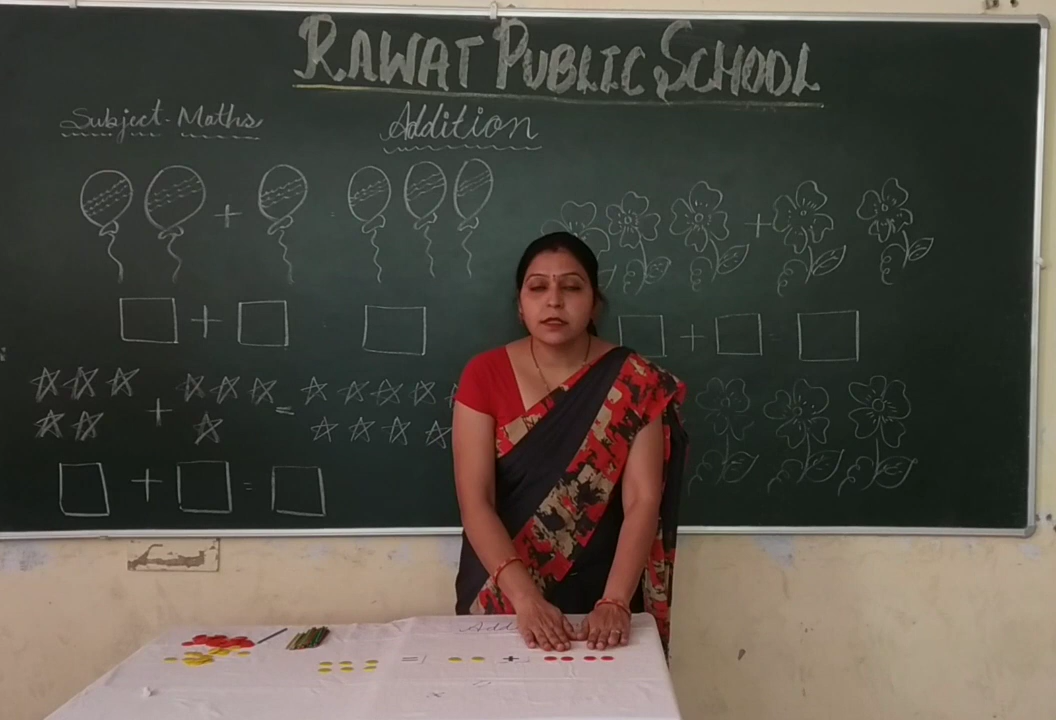 RAWAT PUBLIC SCHOOL
Subject- Maths
Addition
+ =
+
+
+ =
+ =
+ =
= +